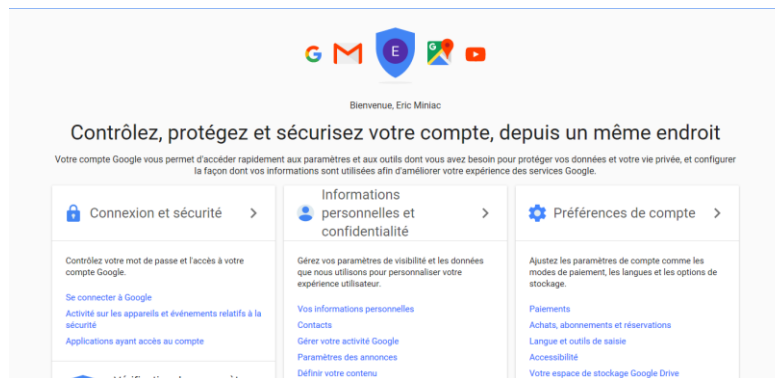 E
Bienvenue, Eric Miniac
Contrôlez, protégez et sécurisez votre compte, depuis un même endroit
Votre compte Google vous permet d'accéder rapidement aux paramètres et aux outils dont vous avez besoin pour protéger vos données et votre vie privée, et configurer
la façon dont vos informations sont utilisées afin d'améliorer votre expérience des services Google.
Connexion et sécurité
Contrôlez votre mot de passe et l'accès à votre
compte Google.
Se connecter à Google
Activité sur les appareils et événements relatifs à la
sécurité
Applications ayant accès au compte
Informations
personnelles et
confidentialité
Gérez vos paramètres de visibilité et les données
que nous utilisons pour personnaliser votre
expérience utilisateur.
Vos informations personnelles
Contacts
Gérer votre activité Google
Paramètres des annonces
Définir votre contenu
Préférences de compte
Ajustez les paramètres de compte comme les
modes de paiement, les langues et les options de
stockage.
Paiements
Achats, abonnements et réservations
Langue et outils de saisie
Accessibilité
Votre espace de stockage Google Drive